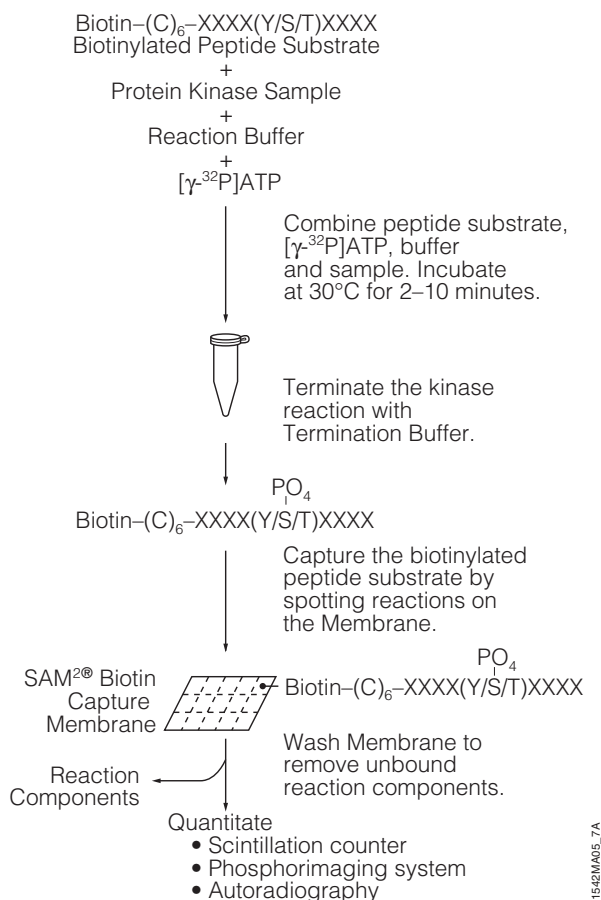 Biotin–(C)₆–XXXX(Y/S/T)XXXX
Biotinylated Peptide Substrate
+
Protein Kinase Sample
+
Reaction Buffer
+
[γ-³²P]ATP
Combine peptide substrate,
[γ-³²P]ATP, buffer
and sample. Incubate
at 30°C for 2–10 minutes.
Terminate the kinase
reaction with
Termination Buffer.
PO₄
Biotin–(C)₆–XXXX(Y/S/T)XXXX
Capture the biotinylated
peptide substrate by
spotting reactions on
the Membrane.
SAM²® Biotin
Capture
Membrane
PO₄
Biotin–(C)₆–XXXX(Y/S/T)XXXX
Wash Membrane to
remove unbound
reaction components.
Reaction
Components
Quantitate
• Scintillation counter
• Phosphorimaging system
• Autoradiography
1542MA05_7A